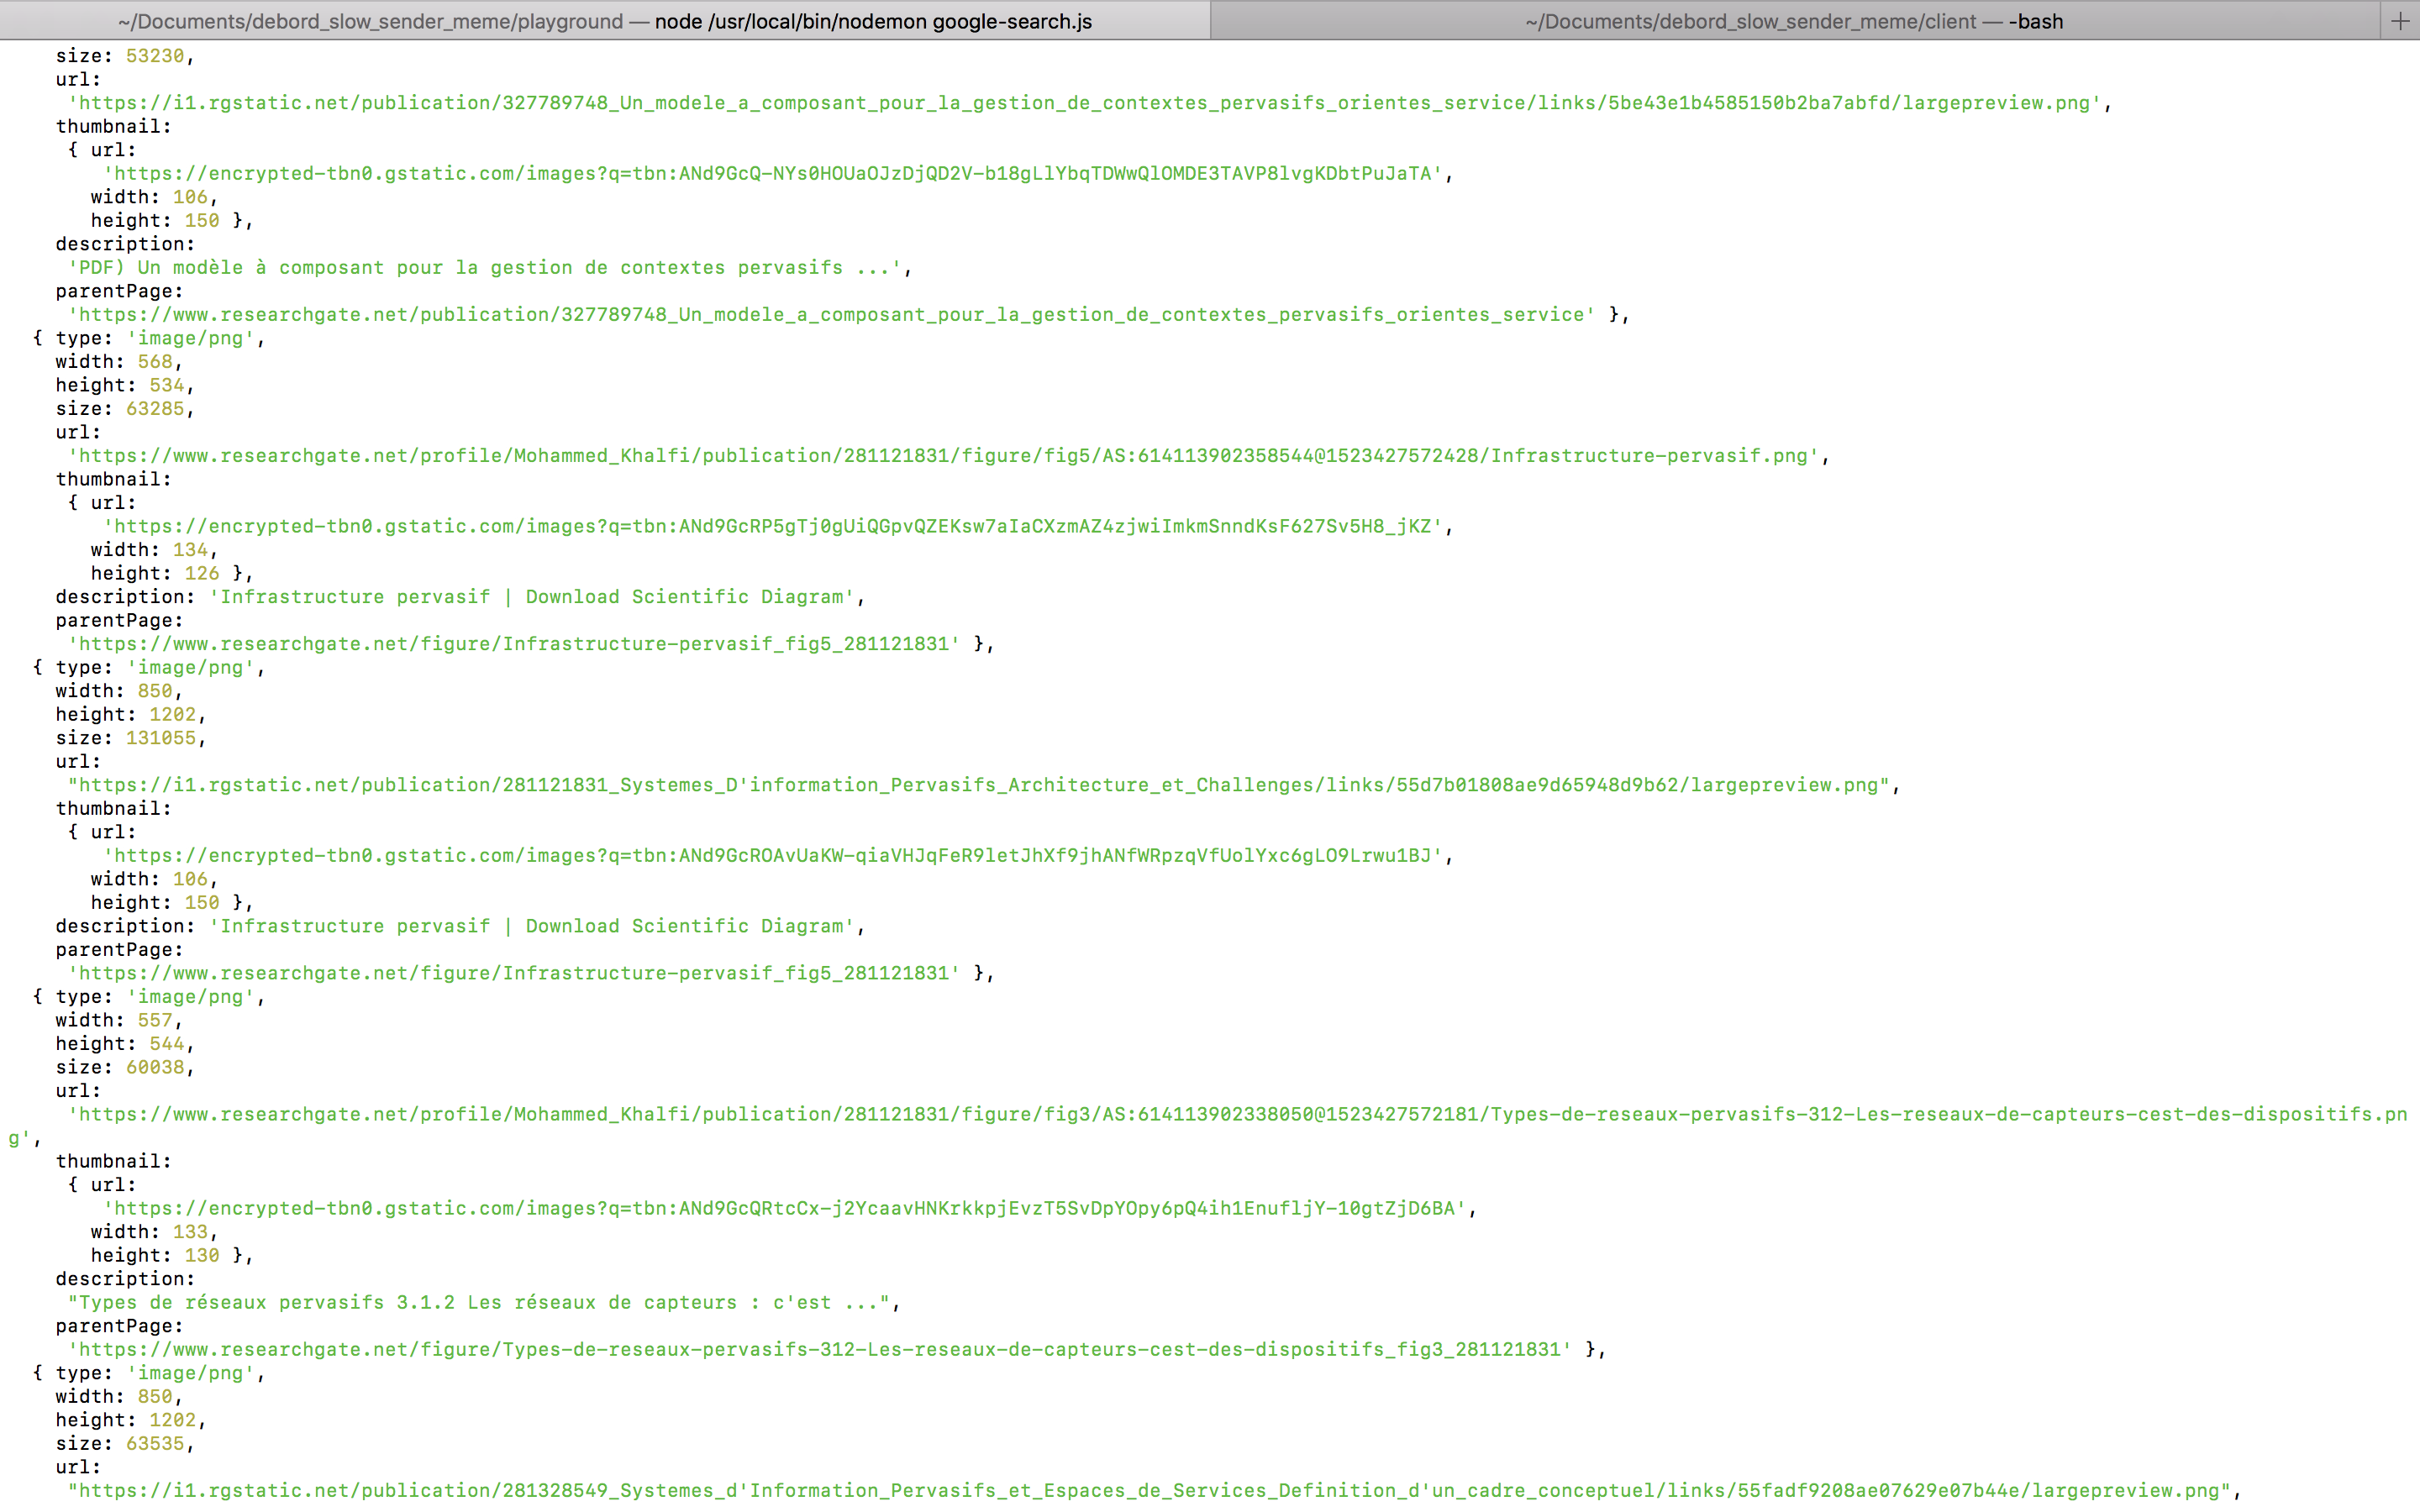 ~/Documents/debord_slow_sender_meme/playground — node /usr/local/bin/nodemon google-search.js
~/Documents/debord_slow_sender_meme/client — -bash
+
size: 53230,
url:
'https://i1.rgstatic.net/publication/327789748_Un_modele_a_composant_pour_la_gestion_de_contextes_pervasifs_orientes_service/links/5be43e1b4585150b2ba7abfd/largepreview.png',
thumbnail:
{ url:
'https://encrypted-tbn0.gstatic.com/images?q=tbn:ANd9GcQ-NYs0HOUaOJzDjQD2V-b18gLlYbqTDWwQlOMDE3TAVP8lvgKDbtPuJaTA',
width: 106,
height: 150 },
description:
'PDF) Un modèle à composant pour la gestion de contextes pervasifs ...',
parentPage:
'https://www.researchgate.net/publication/327789748_Un_modele_a_composant_pour_la_gestion_de_contextes_pervasifs_orientes_service' },
{ type: 'image/png',
width: 568,
height: 534,
size: 63285,
url:
'https://www.researchgate.net/profile/Mohammed_Khalfi/publication/281121831/figure/fig5/AS:614113902358544@1523427572428/Infrastructure-pervasif.png',
thumbnail:
{ url:
'https://encrypted-tbn0.gstatic.com/images?q=tbn:ANd9GcRP5gTj0gUiQGpvQZEKsw7aIaCXzmAZ4zjwiImkmSnndKsF627Sv5H8_jKZ',
width: 134,
height: 126 },
description: 'Infrastructure pervasif | Download Scientific Diagram',
parentPage:
'https://www.researchgate.net/figure/Infrastructure-pervasif_fig5_281121831' },
{ type: 'image/png',
width: 850,
height: 1202,
size: 131055,
url:
"https://i1.rgstatic.net/publication/281121831_Systemes_D'information_Pervasifs_Architecture_et_Challenges/links/55d7b01808ae9d65948d9b62/largepreview.png",
thumbnail:
{ url:
'https://encrypted-tbn0.gstatic.com/images?q=tbn:ANd9GcROAvUaKW-qiaVHJqFeR9letJhXf9jhANfWRpzqVfUolYxc6gLO9Lrwu1BJ',
width: 106,
height: 150 },
description: 'Infrastructure pervasif | Download Scientific Diagram',
parentPage:
'https://www.researchgate.net/figure/Infrastructure-pervasif_fig5_281121831' },
{ type: 'image/png',
width: 557,
height: 544,
size: 60038,
url:
'https://www.researchgate.net/profile/Mohammed_Khalfi/publication/281121831/figure/fig3/AS:614113902338050@1523427572181/Types-de-reseaux-pervasifs-312-Les-reseaux-de-capteurs-cest-des-dispositifs.pn
g',
thumbnail:
{ url:
'https://encrypted-tbn0.gstatic.com/images?q=tbn:ANd9GcQRtcCx-j2YcaavHNKrkkpjEvzT5SvDpYOpy6pQ4ih1EnufljY-10gtZjD6BA',
width: 133,
height: 130 },
description:
"Types de réseaux pervasifs 3.1.2 Les réseaux de capteurs : c'est ...",
parentPage:
'https://www.researchgate.net/figure/Types-de-reseaux-pervasifs-312-Les-reseaux-de-capteurs-cest-des-dispositifs_fig3_281121831' },
{ type: 'image/png',
width: 850,
height: 1202,
size: 63535,
url:
"https://i1.rgstatic.net/publication/281328549_Systemes_d'Information_Pervasifs_et_Espaces_de_Services_Definition_d'un_cadre_conceptuel/links/55fadf9208ae07629e07b44e/largepreview.png",